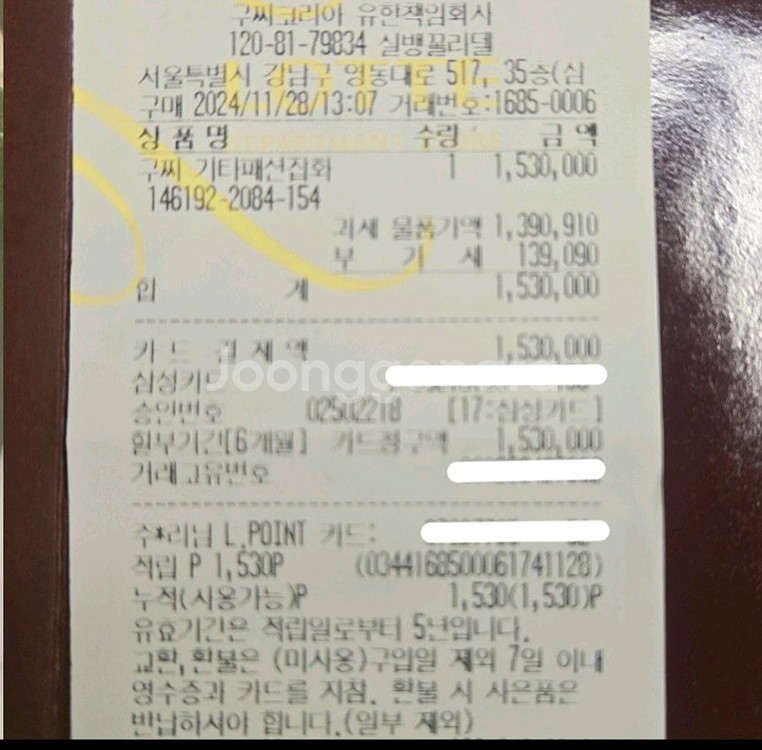 구찌코리아 유한책임회사
120-81-79834 실뱅꼴라델
서울특별시 강남구 영동대로 517, 35층(삼
구매 2024/11/28/13:07 거래번호:1685-0006
상 품 명 수량 금 액
구찌 기타패션잡화 1 1,530,000
146192-2084-154
과세 물품가액 1,390,910
부 가 세 139,090
합 계 1,530,000
카 드 결 제 액 1,530,000
삼성카드
승인번호 02502218 [17:삼성카드]
할부기간[6개월] 카드청구액 1,530,000
거래고유번호
주*리님 L.POINT 카드:
적립 P 1,530P (0344168500061741128)
누적(사용가능)P 1,530(1,530)P
유효기간은 적립일로부터 5년입니다.
교환,환불은 (미사용)구입일 제외 7일 이내
영수증과 카드를 지참. 환불 시 사은품은
반납하셔야 합니다.(일부 제외)